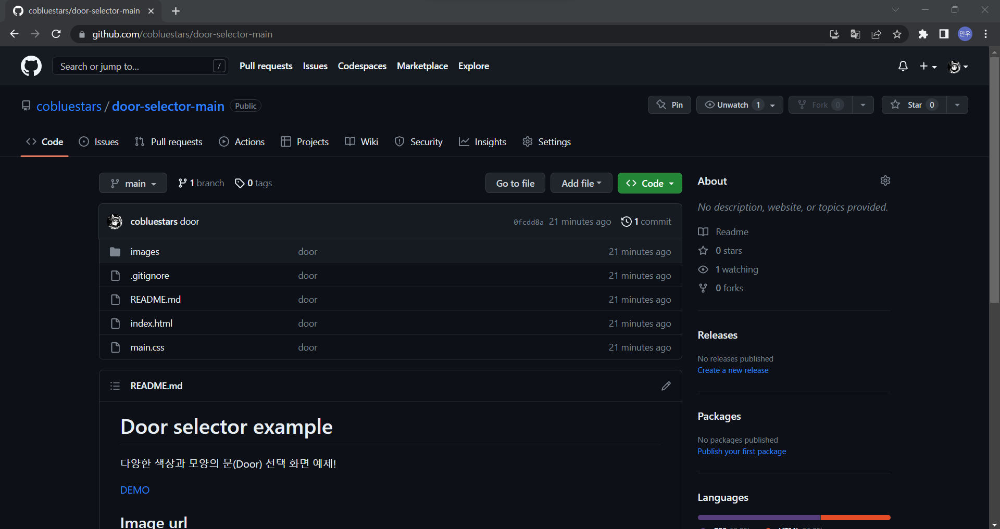 cobluestars/door-selector-main
github.com/cobluestars/door-selector-main
민우
Search or jump to... /
Pull requests Issues Codespaces Marketplace Explore
cobluestars / door-selector-main Public
Pin Unwatch 1 Fork 0 Star 0
Code Issues Pull requests Actions Projects Wiki Security Insights Settings
main 1 branch 0 tags Go to file Add file Code
cobluestars door 0fcdd8a 21 minutes ago 1 commit
images door 21 minutes ago
.gitignore door 21 minutes ago
README.md door 21 minutes ago
index.html door 21 minutes ago
main.css door 21 minutes ago
README.md
Door selector example
다양한 색상과 모양의 문(Door) 선택 화면 예제!
DEMO
Image url
About
No description, website, or topics provided.
Readme
0 stars
1 watching
0 forks
Releases
No releases published
Create a new release
Packages
No packages published
Publish your first package
Languages
CSS HTML